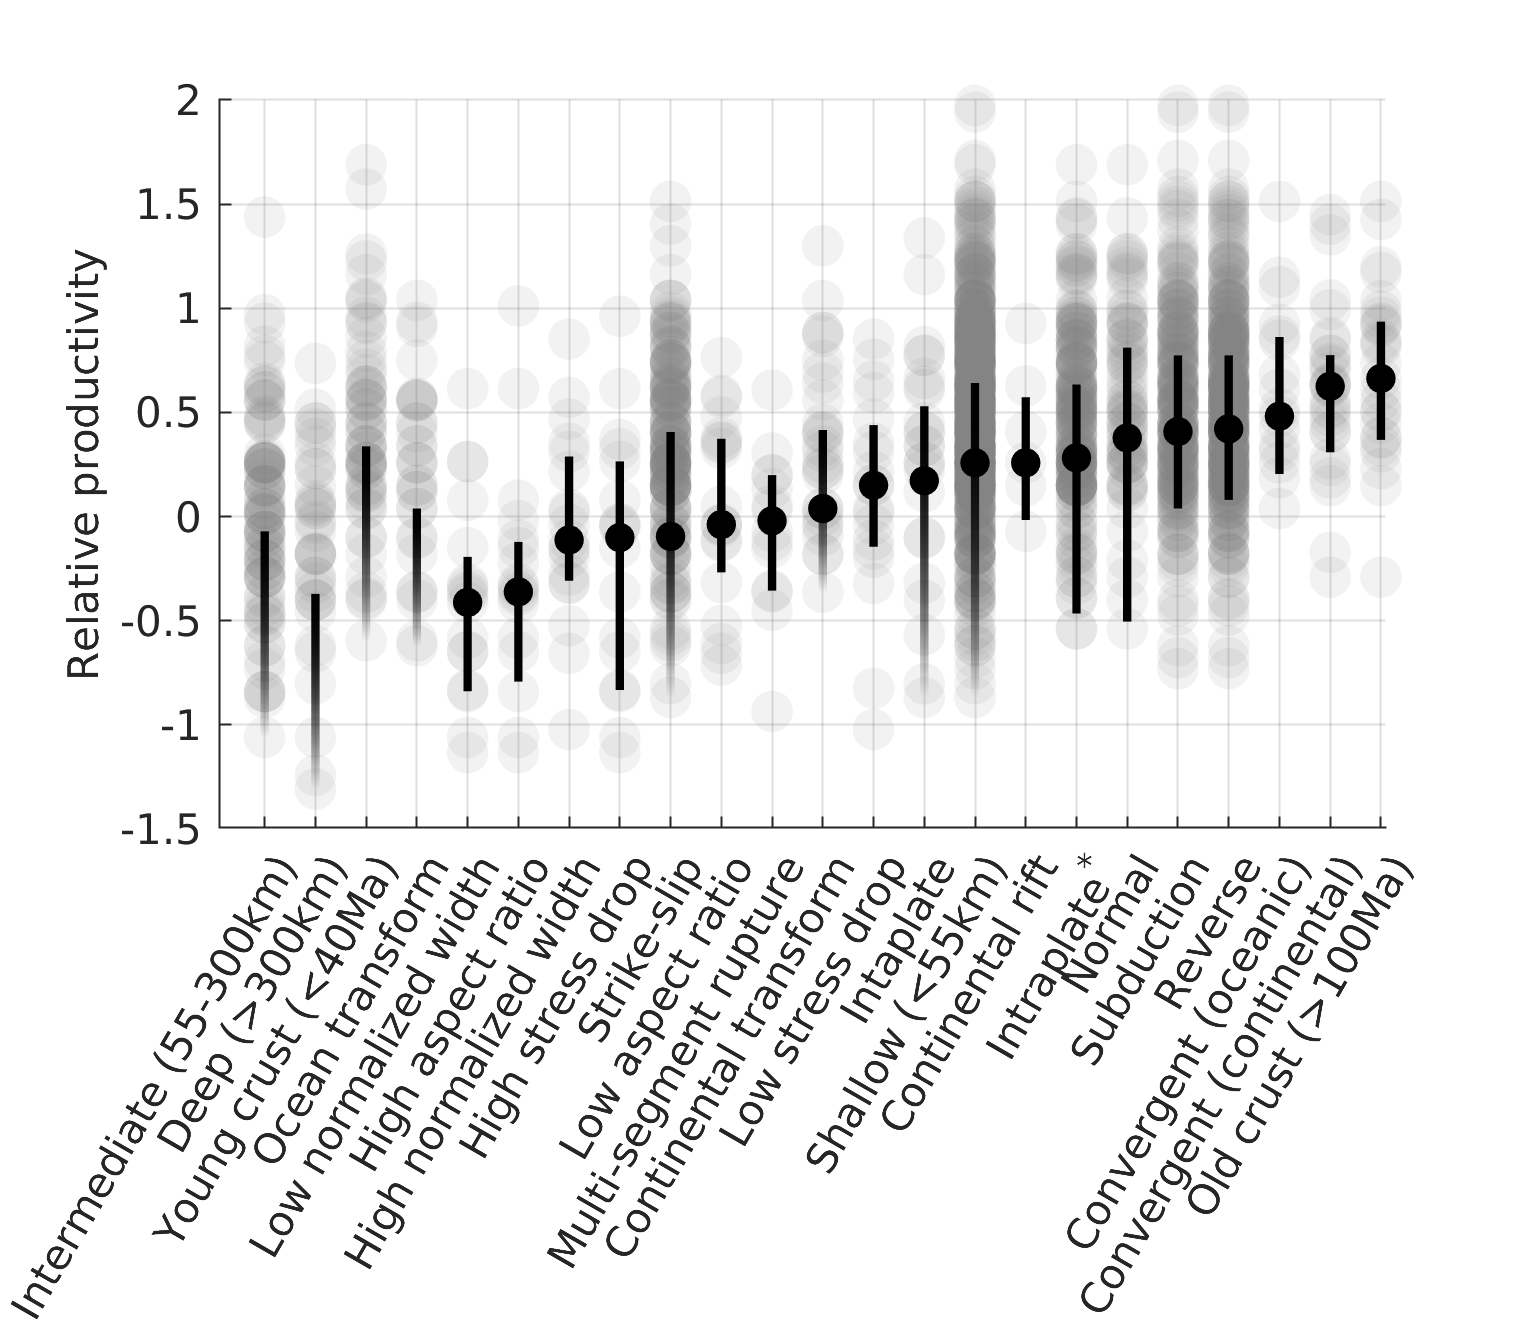 2
1.5
1
0.5
0
-0.5
-1
-1.5
Relative productivity
Intermediate (55-300km)
Deep (>300km)
Young crust (<40Ma)
Ocean transform
Low normalized width
High aspect ratio
High normalized width
High stress drop
Strike-slip
Low aspect ratio
Multi-segment rupture
Continental transform
Low stress drop
Intaplate
Shallow (<55km)
Continental rift
Intraplate*
Normal
Subduction
Reverse
Convergent (oceanic)
Convergent (continental)
Old crust (>100Ma)